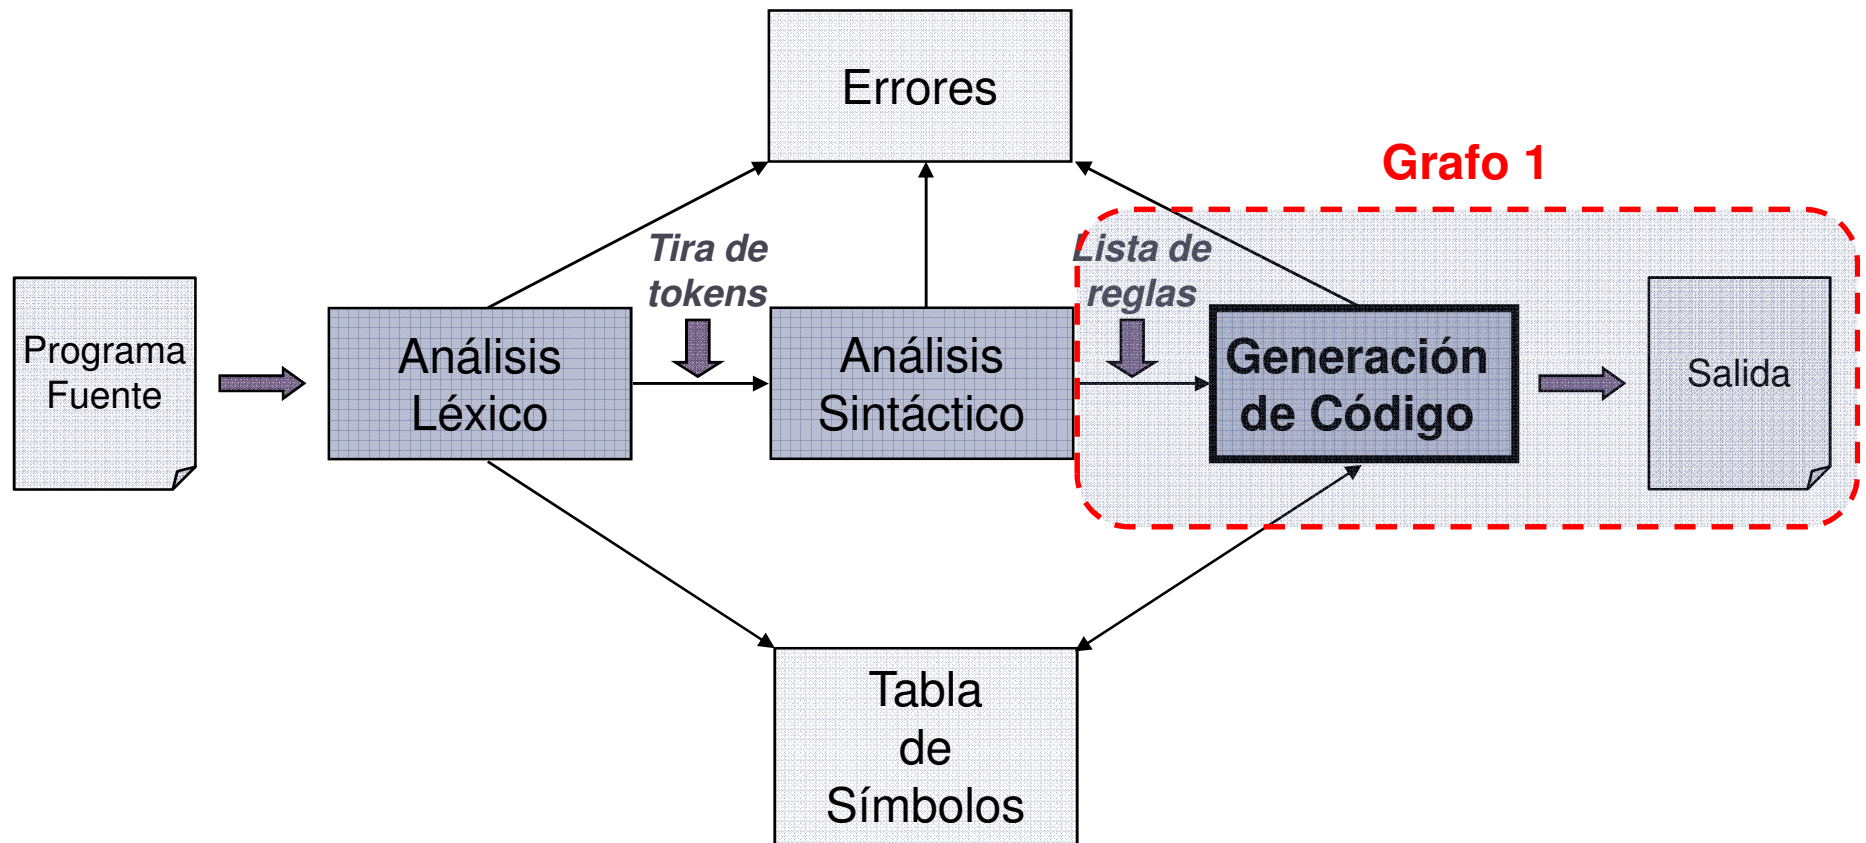 Errores
Grafo 1
Tira de
tokens
Lista de
reglas
Programa
Fuente
Análisis
Léxico
Análisis
Sintáctico
Generación
de Código
Salida
Tabla
de
Símbolos